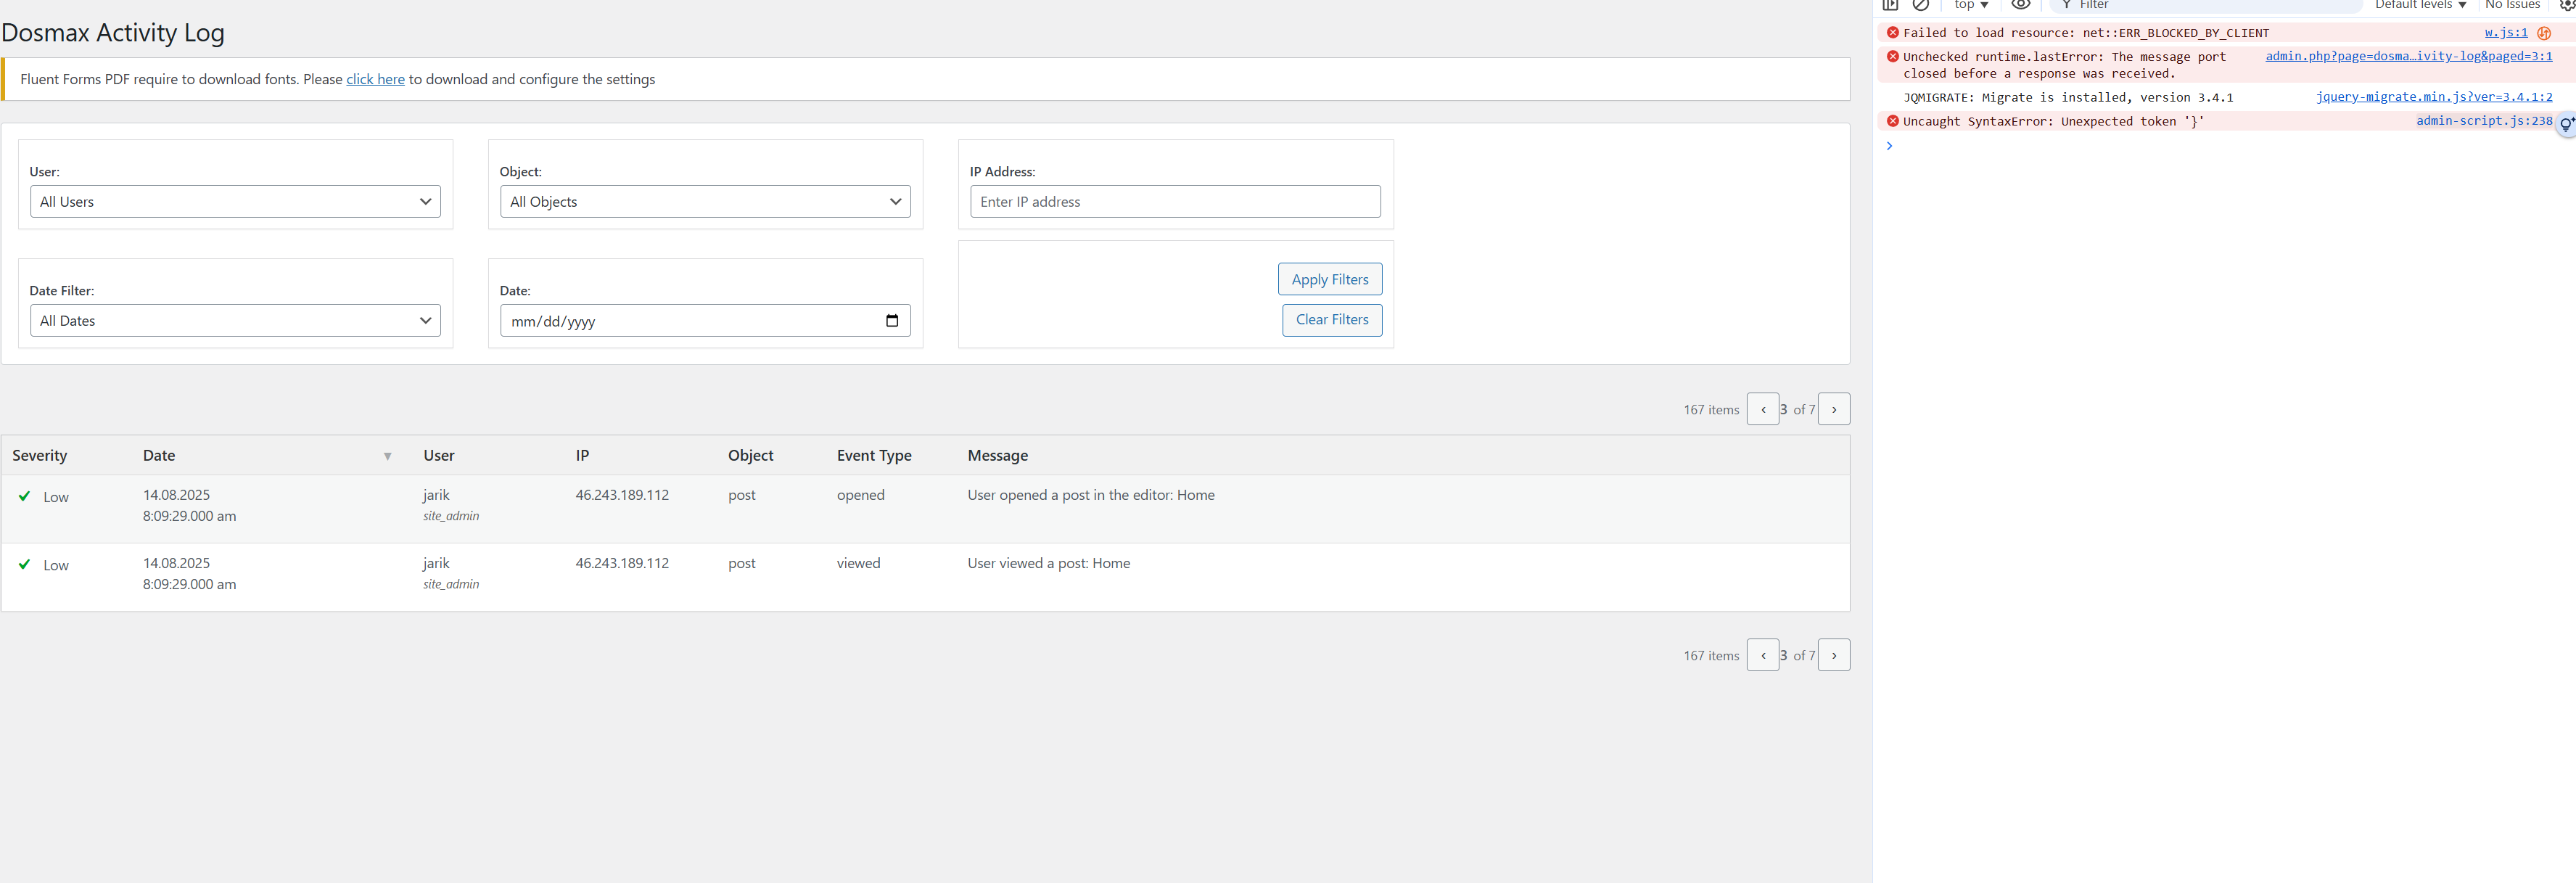 Dosmax Activity Log
Fluent Forms PDF require to download fonts. Please click here to download and configure the settings
User:
All Users
Object:
All Objects
IP Address:
Enter IP address
Date Filter:
All Dates
Date:
mm/dd/yyyy
Apply Filters
Clear Filters
167 items ‹ 3 of 7 ›
Severity Date ▼ User IP Object Event Type Message
Low 14.08.2025 jarik 46.243.189.112 post opened User opened a post in the editor: Home
8:09:29.000 am site_admin
Low 14.08.2025 jarik 46.243.189.112 post viewed User viewed a post: Home
8:09:29.000 am site_admin
167 items ‹ 3 of 7 ›
top ▼ Filter Default levels ▼ No Issues
Failed to load resource: net::ERR_BLOCKED_BY_CLIENT w.js:1
Unchecked runtime.lastError: The message port admin.php?page=dosma…ivity-log&paged=3:1
closed before a response was received.
JQMIGRATE: Migrate is installed, version 3.4.1 jquery-migrate.min.js?ver=3.4.1:2
Uncaught SyntaxError: Unexpected token '}' admin-script.js:238